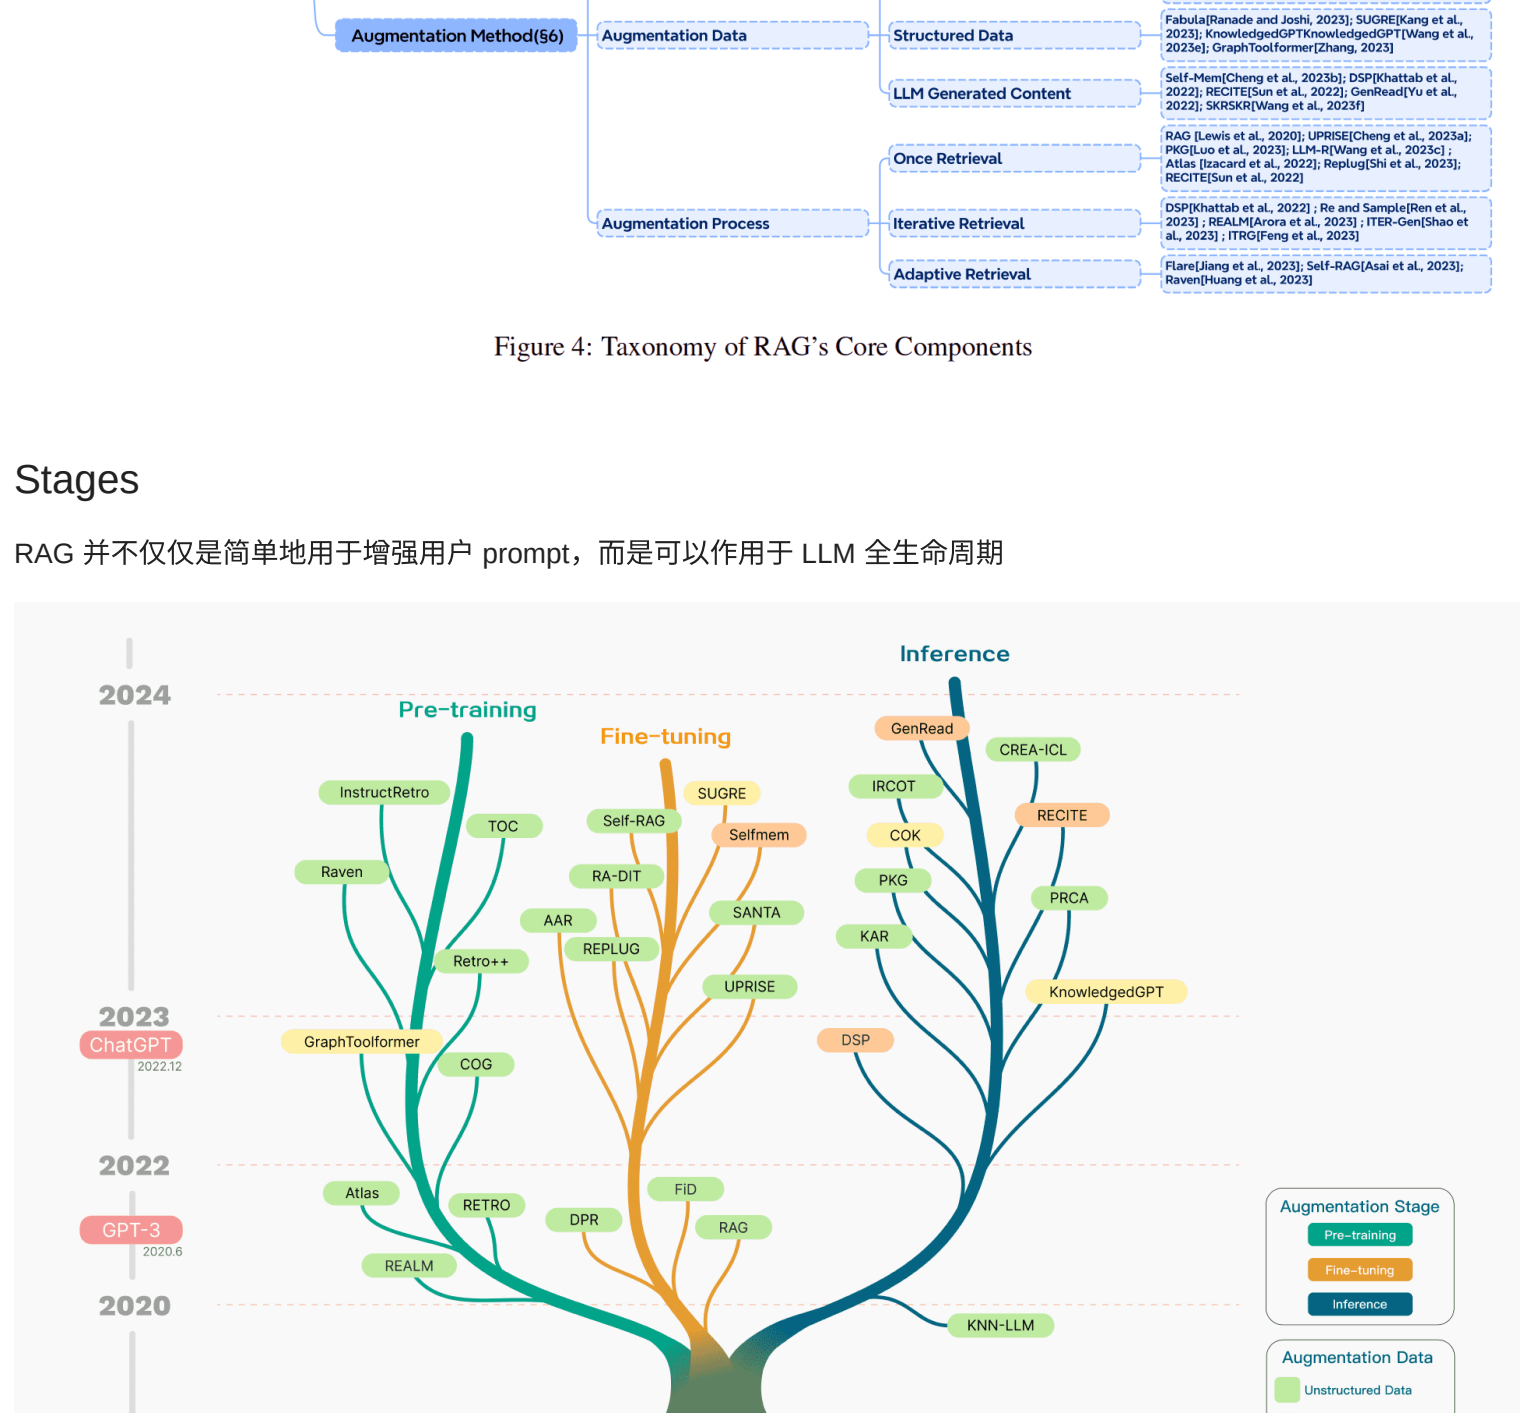 Augmentation Method(§6)
Augmentation Data
Structured Data
Fabula[Ranade and Joshi, 2023]; SUGRE[Kang et al.,
2023]; KnowledgedGPTKnowledgedGPT[Wang et al.,
2023e]; GraphToolformer[Zhang, 2023]
LLM Generated Content
Self-Mem[Cheng et al., 2023b]; DSP[Khattab et al.,
2022]; RECITE[Sun et al., 2022]; GenRead[Yu et al.,
2022]; SKRSKR[Wang et al., 2023f]
Once Retrieval
RAG [Lewis et al., 2020]; UPRISE[Cheng et al., 2023a];
PKG[Luo et al., 2023]; LLM-R[Wang et al., 2023c] ;
Atlas [Izacard et al., 2022]; Replug[Shi et al., 2023];
RECITE[Sun et al., 2022]
Augmentation Process
Iterative Retrieval
DSP[Khattab et al., 2022] ; Re and Sample[Ren et al.,
2023] ; REALM[Arora et al., 2023] ; ITER-Gen[Shao et
al., 2023] ; ITRG[Feng et al., 2023]
Adaptive Retrieval
Flare[Jiang et al., 2023]; Self-RAG[Asai et al., 2023];
Raven[Huang et al., 2023]
Figure 4: Taxonomy of RAG's Core Components
Stages
RAG 并不仅仅是简单地用于增强用户 prompt，而是可以作用于 LLM 全生命周期
Inference
2024
Pre-training
Fine-tuning
GenRead
CREA-ICL
IRCOT
InstructRetro
SUGRE
RECITE
Self-RAG
TOC
Selfmem
COK
Raven
RA-DIT
PKG
PRCA
SANTA
AAR
KAR
REPLUG
Retro++
UPRISE
KnowledgedGPT
2023
ChatGPT
2022.12
GraphToolformer
DSP
COG
2022
Atlas
FiD
RETRO
DPR
RAG
GPT-3
2020.6
REALM
2020
KNN-LLM
Augmentation Stage
Pre-training
Fine-tuning
Inference
Augmentation Data
Unstructured Data